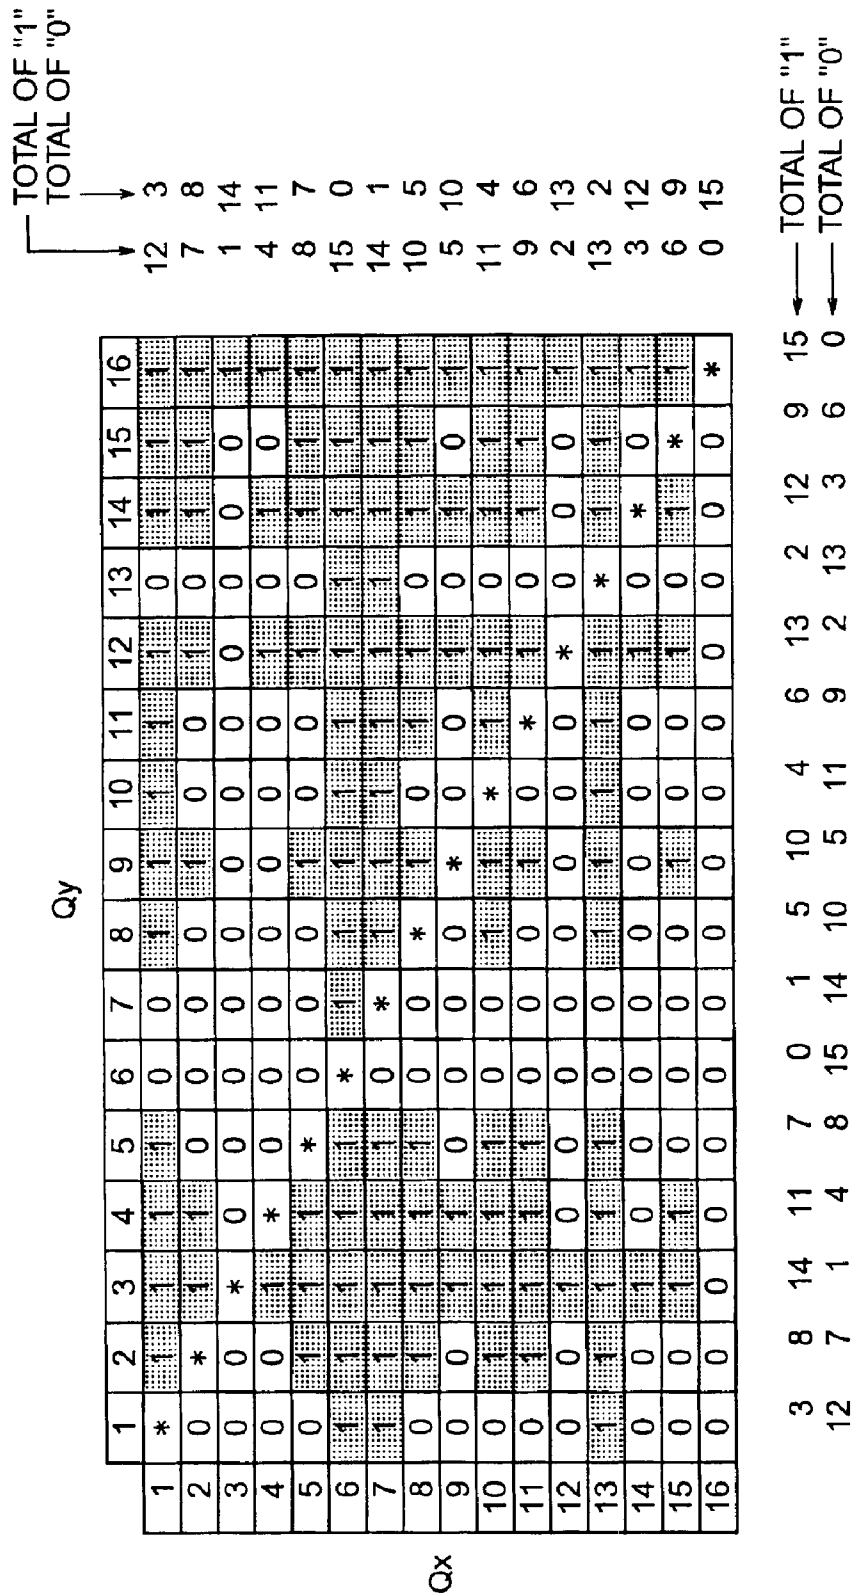 TOTAL OF "1"
TOTAL OF "0"
Qy
1 2 3 4 5 6 7 8 9 10 11 12 13 14 15 16
Qx
1 * 1 1 1 1 0 0 1 1 1 1 1 0 1 1 1 12 3
2 0 * 1 1 0 0 0 0 1 0 0 1 0 1 1 1 7 8
3 0 0 * 0 0 0 0 0 0 0 0 0 0 0 0 1 1 14
4 0 0 1 * 0 0 0 0 0 0 0 1 0 1 0 1 4 11
5 0 1 1 1 * 0 0 0 1 0 0 1 0 1 1 1 8 7
6 1 1 1 1 1 * 1 1 1 1 1 1 1 1 1 1 15 0
7 1 1 1 1 1 0 * 1 1 1 1 1 1 1 1 1 14 1
8 0 1 1 1 1 0 0 * 1 0 1 1 0 1 1 1 10 5
9 0 0 1 1 0 0 0 0 * 0 0 1 0 1 0 1 5 10
10 0 1 1 1 1 0 0 1 1 * 1 1 0 1 1 1 11 4
11 0 1 1 1 1 0 0 0 1 0 * 1 0 1 1 1 9 6
12 0 0 1 0 0 0 0 0 0 0 0 * 0 0 0 1 2 13
13 1 1 1 1 1 0 0 1 1 1 1 1 * 1 1 1 13 2
14 0 0 1 0 0 0 0 0 0 0 0 1 0 * 0 1 3 12
15 0 0 1 1 0 0 0 0 1 0 0 1 0 1 * 1 6 9
16 0 0 0 0 0 0 0 0 0 0 0 0 0 0 0 * 0 15
3 8 14 11 7 0 1 5 10 4 6 13 2 12 9 15 TOTAL OF "1"
12 7 1 4 8 15 14 10 5 11 9 2 13 3 6 0 TOTAL OF "0"